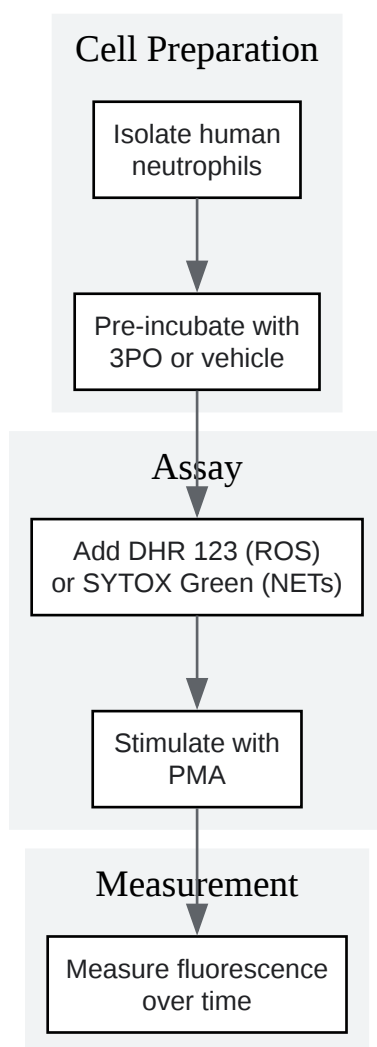 Cell Preparation
Isolate human
neutrophils
Pre-incubate with
3PO or vehicle
Assay
Add DHR 123 (ROS)
or SYTOX Green (NETs)
Stimulate with
PMA
Measurement
Measure fluorescence
over time